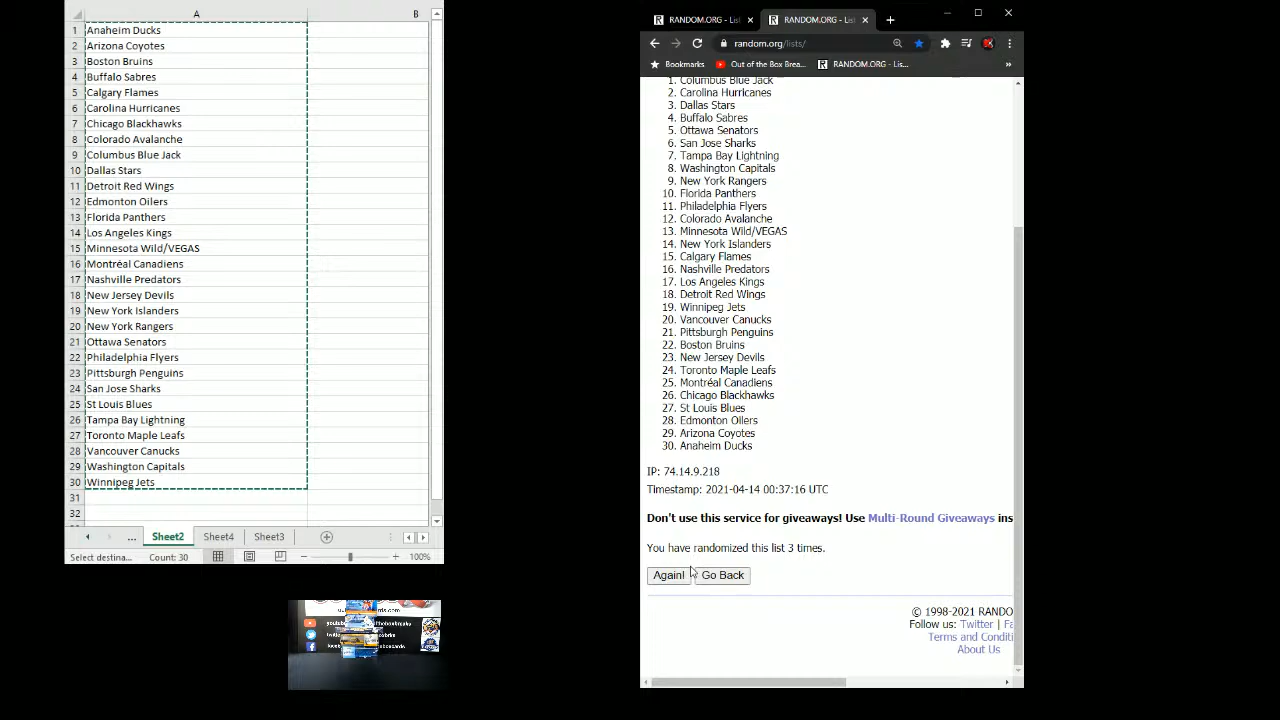 A B
1 Anaheim Ducks
2 Arizona Coyotes
3 Boston Bruins
4 Buffalo Sabres
5 Calgary Flames
6 Carolina Hurricanes
7 Chicago Blackhawks
8 Colorado Avalanche
9 Columbus Blue Jack
10 Dallas Stars
11 Detroit Red Wings
12 Edmonton Oilers
13 Florida Panthers
14 Los Angeles Kings
15 Minnesota Wild/VEGAS
16 Montréal Canadiens
17 Nashville Predators
18 New Jersey Devils
19 New York Islanders
20 New York Rangers
21 Ottawa Senators
22 Philadelphia Flyers
23 Pittsburgh Penguins
24 San Jose Sharks
25 St Louis Blues
26 Tampa Bay Lightning
27 Toronto Maple Leafs
28 Vancouver Canucks
29 Washington Capitals
30 Winnipeg Jets
31
32
... Sheet2 Sheet4 Sheet3
Select destina... Count: 30 100%
RANDOM.ORG - Lis RANDOM.ORG - Lis
random.org/lists/
Bookmarks Out of the Box Brea... RANDOM.ORG - Lis... »
1. Columbus Blue Jack
2. Carolina Hurricanes
3. Dallas Stars
4. Buffalo Sabres
5. Ottawa Senators
6. San Jose Sharks
7. Tampa Bay Lightning
8. Washington Capitals
9. New York Rangers
10. Florida Panthers
11. Philadelphia Flyers
12. Colorado Avalanche
13. Minnesota Wild/VEGAS
14. New York Islanders
15. Calgary Flames
16. Nashville Predators
17. Los Angeles Kings
18. Detroit Red Wings
19. Winnipeg Jets
20. Vancouver Canucks
21. Pittsburgh Penguins
22. Boston Bruins
23. New Jersey Devils
24. Toronto Maple Leafs
25. Montréal Canadiens
26. Chicago Blackhawks
27. St Louis Blues
28. Edmonton Oilers
29. Arizona Coyotes
30. Anaheim Ducks
IP: 74.14.9.218
Timestamp: 2021-04-14 00:37:16 UTC
Don't use this service for giveaways! Use Multi-Round Giveaways ins
You have randomized this list 3 times.
Again! Go Back
© 1998-2021 RANDO
Follow us: Twitter | Fa
Terms and Conditi
About Us